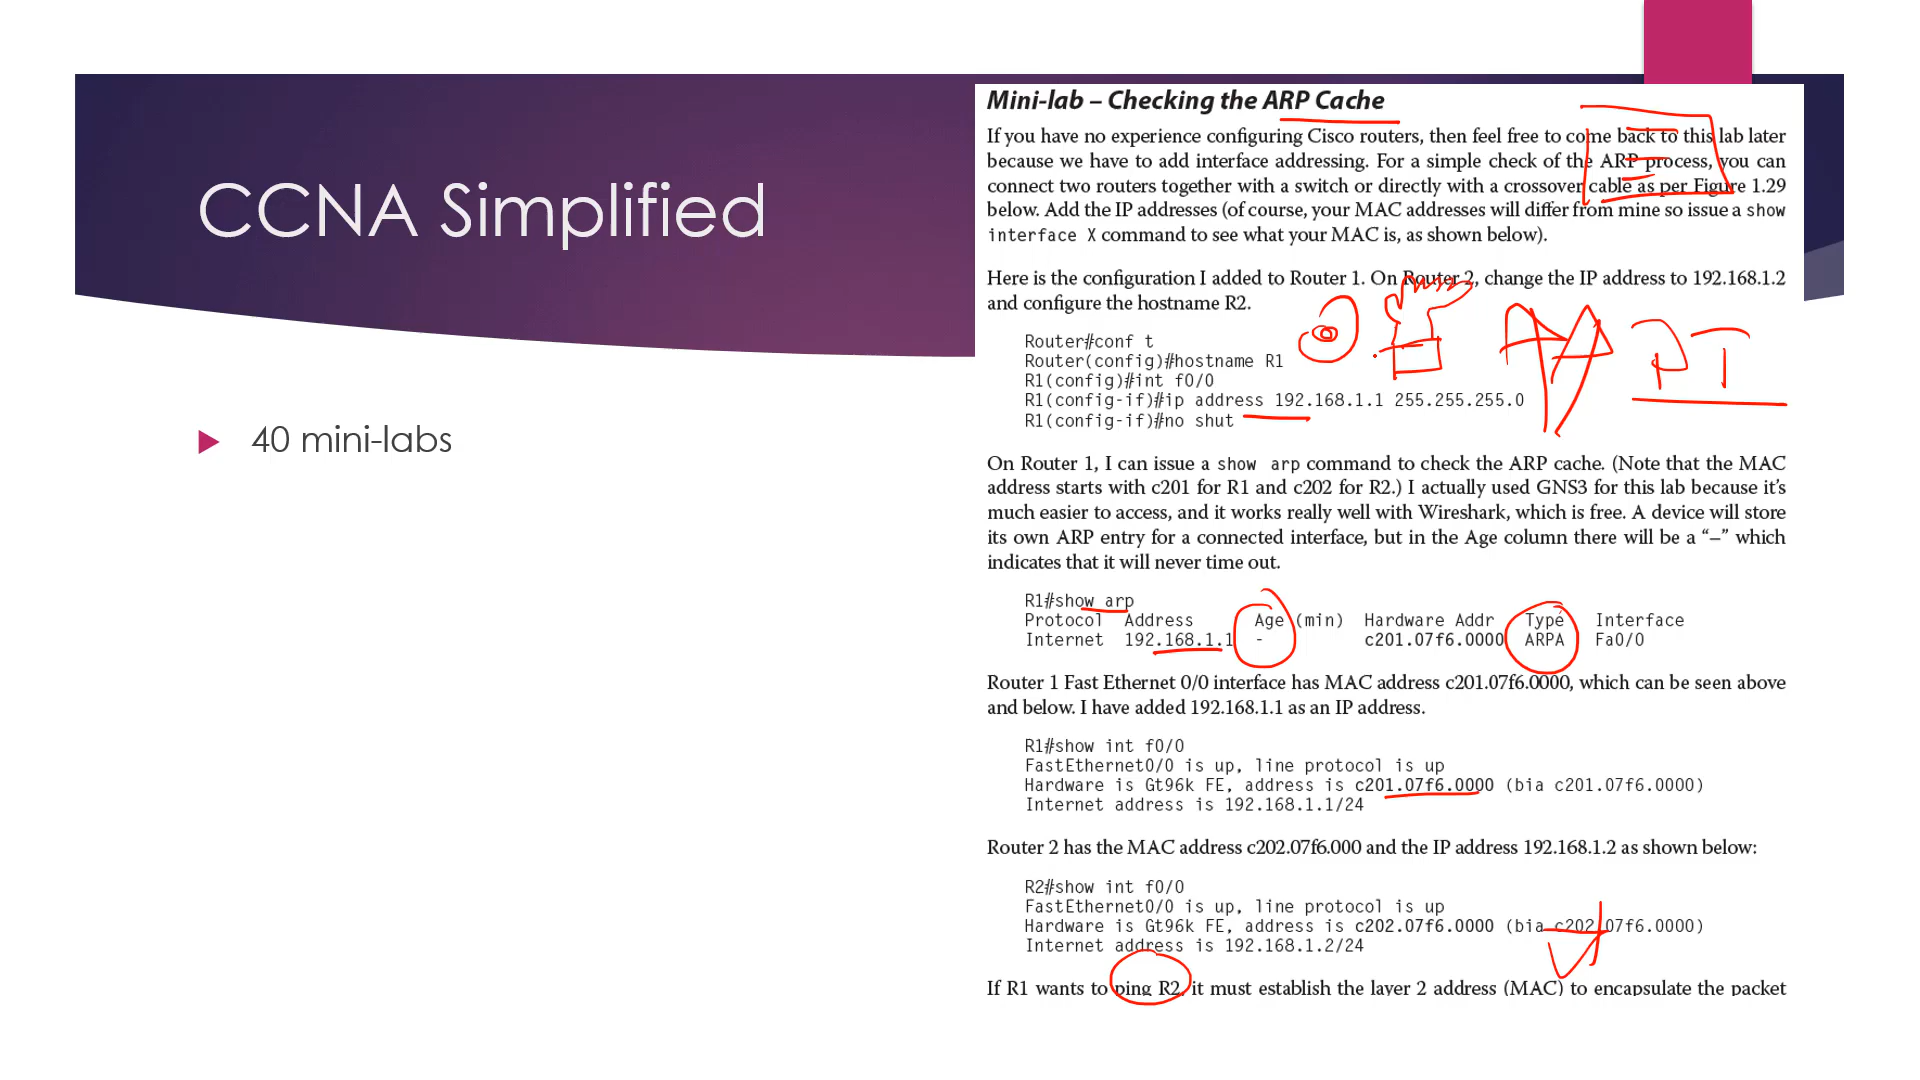 CCNA Simplified
40 mini-labs
Mini-lab – Checking the ARP Cache
If you have no experience configuring Cisco routers, then feel free to come back to this lab later
because we have to add interface addressing. For a simple check of the ARP process, you can
connect two routers together with a switch or directly with a crossover cable as per Figure 1.29
below. Add the IP addresses (of course, your MAC addresses will differ from mine so issue a show
interface X command to see what your MAC is, as shown below).
Here is the configuration I added to Router 1. On Router 2, change the IP address to 192.168.1.2
and configure the hostname R2.
Router#conf t
Router(config)#hostname R1
R1(config)#int f0/0
R1(config-if)#ip address 192.168.1.1 255.255.255.0
R1(config-if)#no shut
PT
On Router 1, I can issue a show arp command to check the ARP cache. (Note that the MAC
address starts with c201 for R1 and c202 for R2.) I actually used GNS3 for this lab because it's
much easier to access, and it works really well with Wireshark, which is free. A device will store
its own ARP entry for a connected interface, but in the Age column there will be a “–” which
indicates that it will never time out.
R1#show arp
Protocol Address Age (min) Hardware Addr Type Interface
Internet 192.168.1.1 - c201.07f6.0000 ARPA Fa0/0
Router 1 Fast Ethernet 0/0 interface has MAC address c201.07f6.0000, which can be seen above
and below. I have added 192.168.1.1 as an IP address.
R1#show int f0/0
FastEthernet0/0 is up, line protocol is up
Hardware is Gt96k FE, address is c201.07f6.0000 (bia c201.07f6.0000)
Internet address is 192.168.1.1/24
Router 2 has the MAC address c202.07f6.000 and the IP address 192.168.1.2 as shown below:
R2#show int f0/0
FastEthernet0/0 is up, line protocol is up
Hardware is Gt96k FE, address is c202.07f6.0000 (bia c202.07f6.0000)
Internet address is 192.168.1.2/24
If R1 wants to ping R2, it must establish the layer 2 address (MAC) to encapsulate the packet